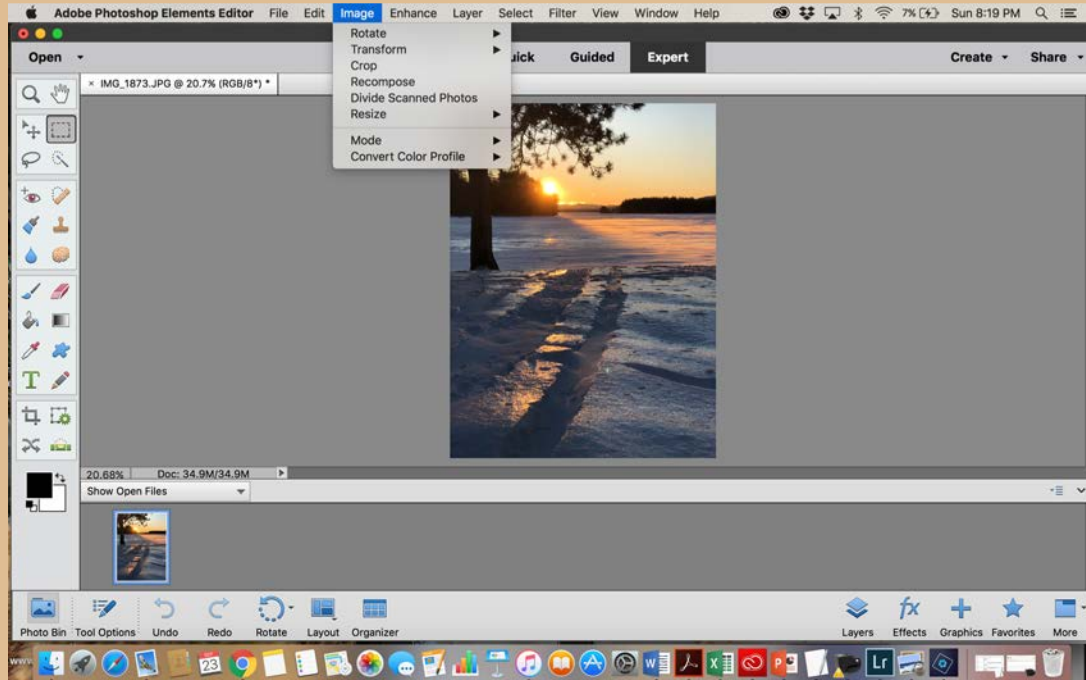 Adobe Photoshop Elements Editor File Edit Image Enhance Layer Select Filter View Window Help 7% Sun 8:19 PM
Open Quick Guided Expert Create Share
Rotate
Transform
Crop
Recompose
Divide Scanned Photos
Resize
Mode
Convert Color Profile
× IMG_1873.JPG @ 20.7% (RGB/8*) *
T
20.68% Doc: 34.9M/34.9M
Show Open Files
fx
Photo Bin Tool Options Undo Redo Rotate Layout Organizer Layers Effects Graphics Favorites More
www
23 W X P Lr